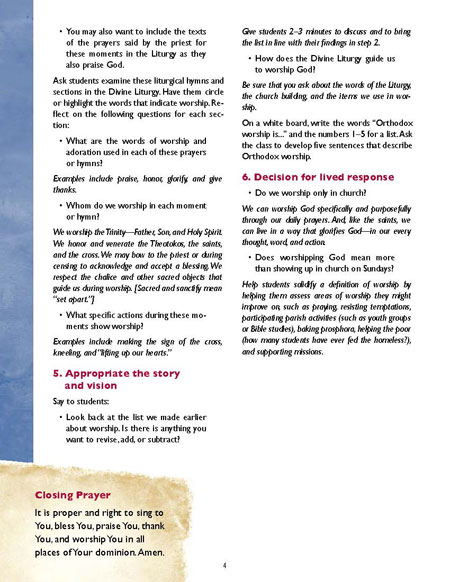 • You may also want to include the texts
of the prayers said by the priest for
these moments in the Liturgy as they
also praise God.
Ask students examine these liturgical hymns and
sections in the Divine Liturgy. Have them circle
or highlight the words that indicate worship. Re-
flect on the following questions for each sec-
tion:
• What are the words of worship and
adoration used in each of these prayers
or hymns?
Examples include praise, honor, glorify, and give
thanks.
• Whom do we worship in each moment
or hymn?
We worship the Trinity—Father, Son, and Holy Spirit.
We honor and venerate the Theotokos, the saints,
and the cross. We may bow to the priest or during
censing to acknowledge and accept a blessing. We
respect the chalice and other sacred objects that
guide us during worship. [Sacred and sanctify mean
“set apart.”]
• What specific actions during these mo-
ments show worship?
Examples include making the sign of the cross,
kneeling, and “lifting up our hearts.”
5. Appropriate the story
and vision
Say to students:
• Look back at the list we made earlier
about worship. Is there is anything you
want to revise, add, or subtract?
Closing Prayer
It is proper and right to sing to
You, bless You, praise You, thank
You, and worship You in all
places of Your dominion. Amen.
Give students 2–3 minutes to discuss and to bring
the list in line with their findings in step 2.
• How does the Divine Liturgy guide us
to worship God?
Be sure that you ask about the words of the Liturgy,
the church building, and the items we use in wor-
ship.
On a white board, write the words “Orthodox
worship is...” and the numbers 1–5 for a list. Ask
the class to develop five sentences that describe
Orthodox worship.
6. Decision for lived response
• Do we worship only in church?
We can worship God specifically and purposefully
through our daily prayers. And, like the saints, we
can live in a way that glorifies God—in our every
thought, word, and action.
• Does worshipping God mean more
than showing up in church on Sundays?
Help students solidify a definition of worship by
helping them assess areas of worship they might
improve on, such as praying, resisting temptations,
participating parish activities (such as youth groups
or Bible studies), baking prosphora, helping the poor
(how many students have ever fed the homeless?),
and supporting missions.
4